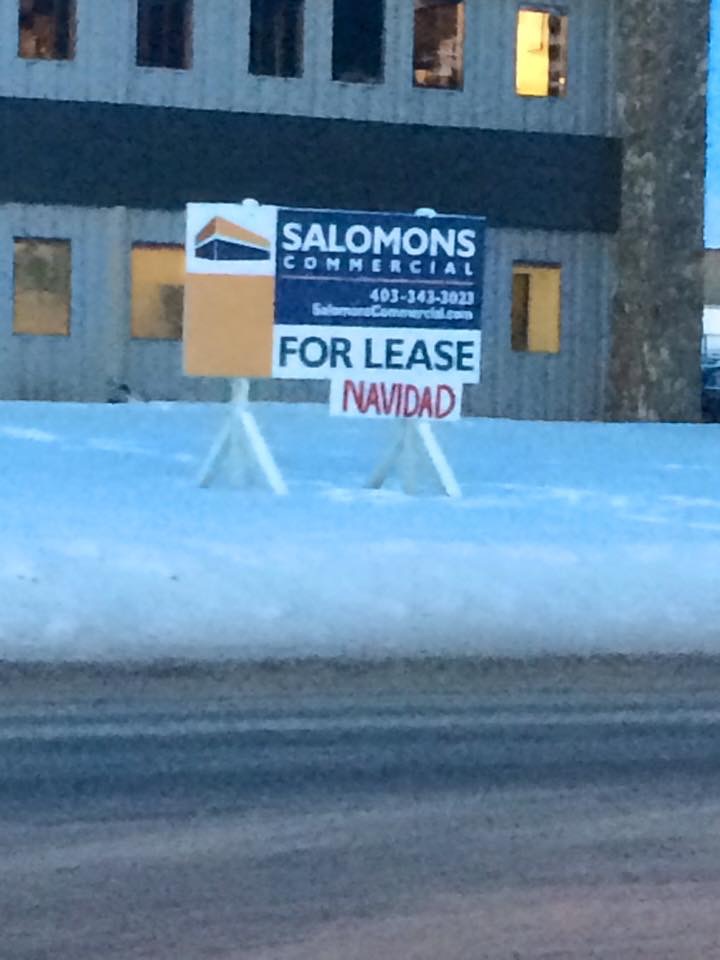 SALOMONS
COMMERCIAL
403-343-3023
SalomonsCommercial.com
FOR LEASE
NAVIDAD